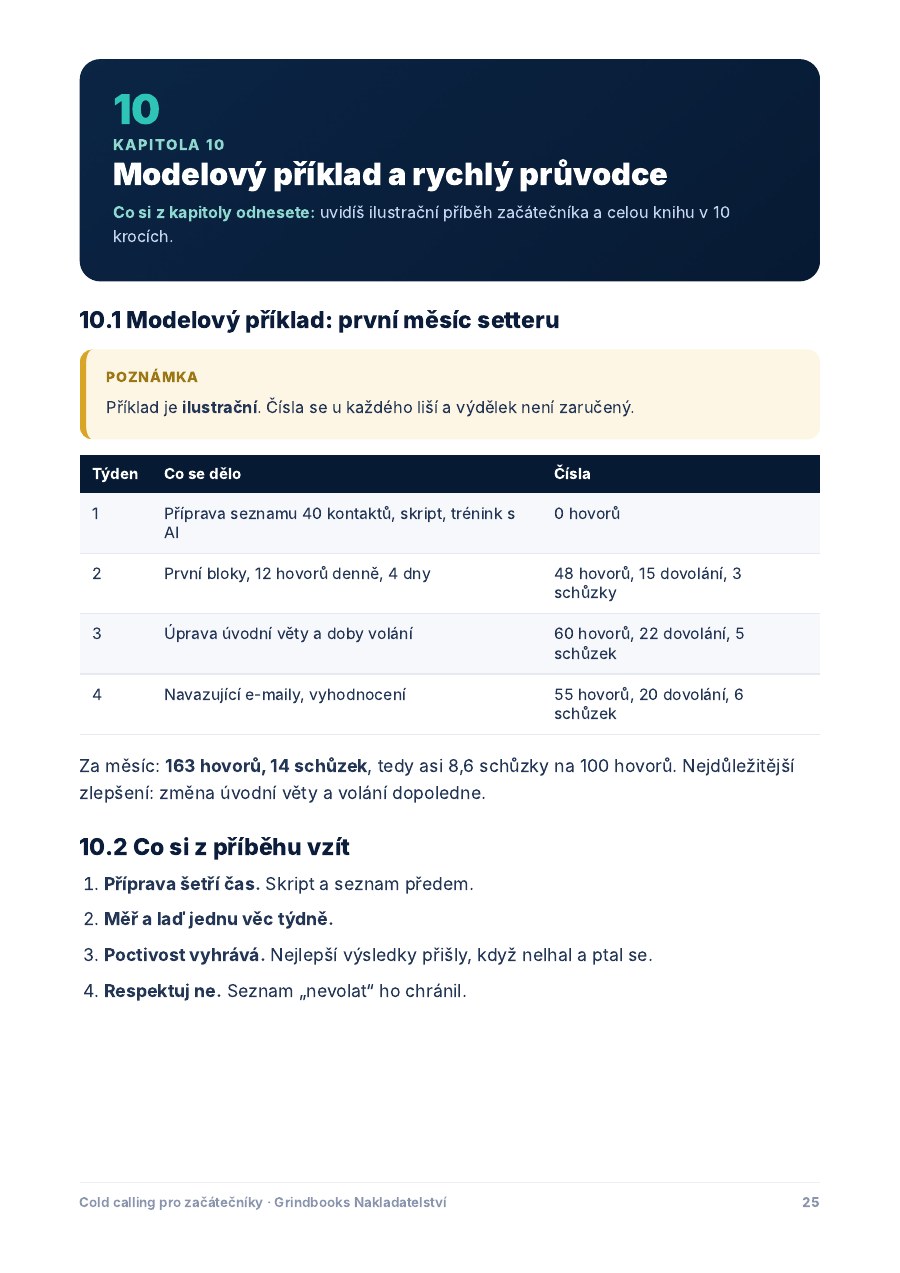 10
KAPITOLA 10
Modelový příklad a rychlý průvodce
Co si z kapitoly odnesete: uvidíš ilustrační příběh začátečníka a celou knihu v 10
krocích.
10.1 Modelový příklad: první měsíc setteru
POZNÁMKA
Příklad je ilustrační. Čísla se u každého liší a výdělek není zaručený.
Týden Co se dělo Čísla
1 Příprava seznamu 40 kontaktů, skript, trénink s 0 hovorů
AI
2 První bloky, 12 hovorů denně, 4 dny 48 hovorů, 15 dovolání, 3
schůzky
3 Úprava úvodní věty a doby volání 60 hovorů, 22 dovolání, 5
schůzek
4 Navazující e-maily, vyhodnocení 55 hovorů, 20 dovolání, 6
schůzek
Za měsíc: 163 hovorů, 14 schůzek, tedy asi 8,6 schůzky na 100 hovorů. Nejdůležitější
zlepšení: změna úvodní věty a volání dopoledne.
10.2 Co si z příběhu vzít
1. Příprava šetří čas. Skript a seznam předem.
2. Měř a laď jednu věc týdně.
3. Poctivost vyhrává. Nejlepší výsledky přišly, když nelhal a ptal se.
4. Respektuj ne. Seznam „nevolat“ ho chránil.
Cold calling pro začátečníky · Grindbooks Nakladatelství 25